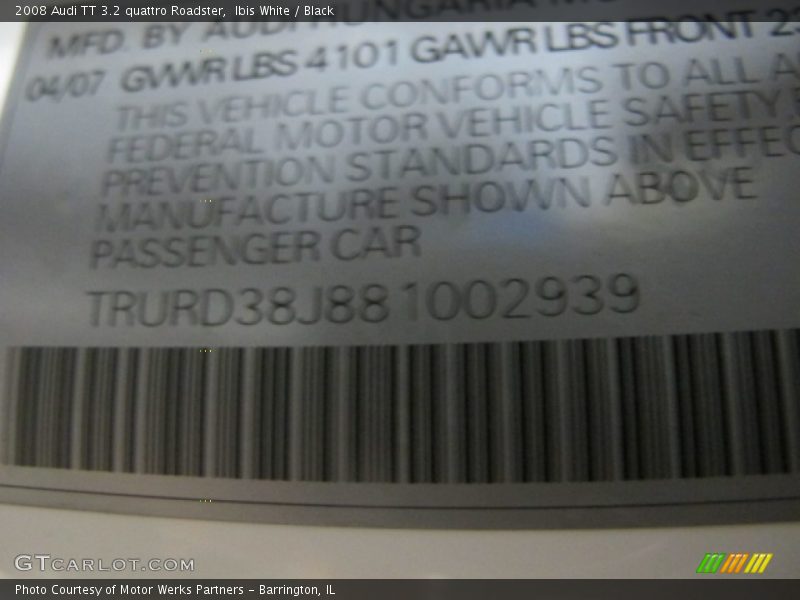 2008 Audi TT 3.2 quattro Roadster, Ibis White / Black
MFD. BY AUDI HUNGARIA
04/07 GVWR LBS 4101 GAWR LBS FRONT
THIS VEHICLE CONFORMS TO ALL
FEDERAL MOTOR VEHICLE SAFETY
PREVENTION STANDARDS IN EFFEC
MANUFACTURE SHOWN ABOVE
PASSENGER CAR
TRURD38J881002939
GTCARLOT.COM
Photo Courtesy of Motor Werks Partners - Barrington, IL